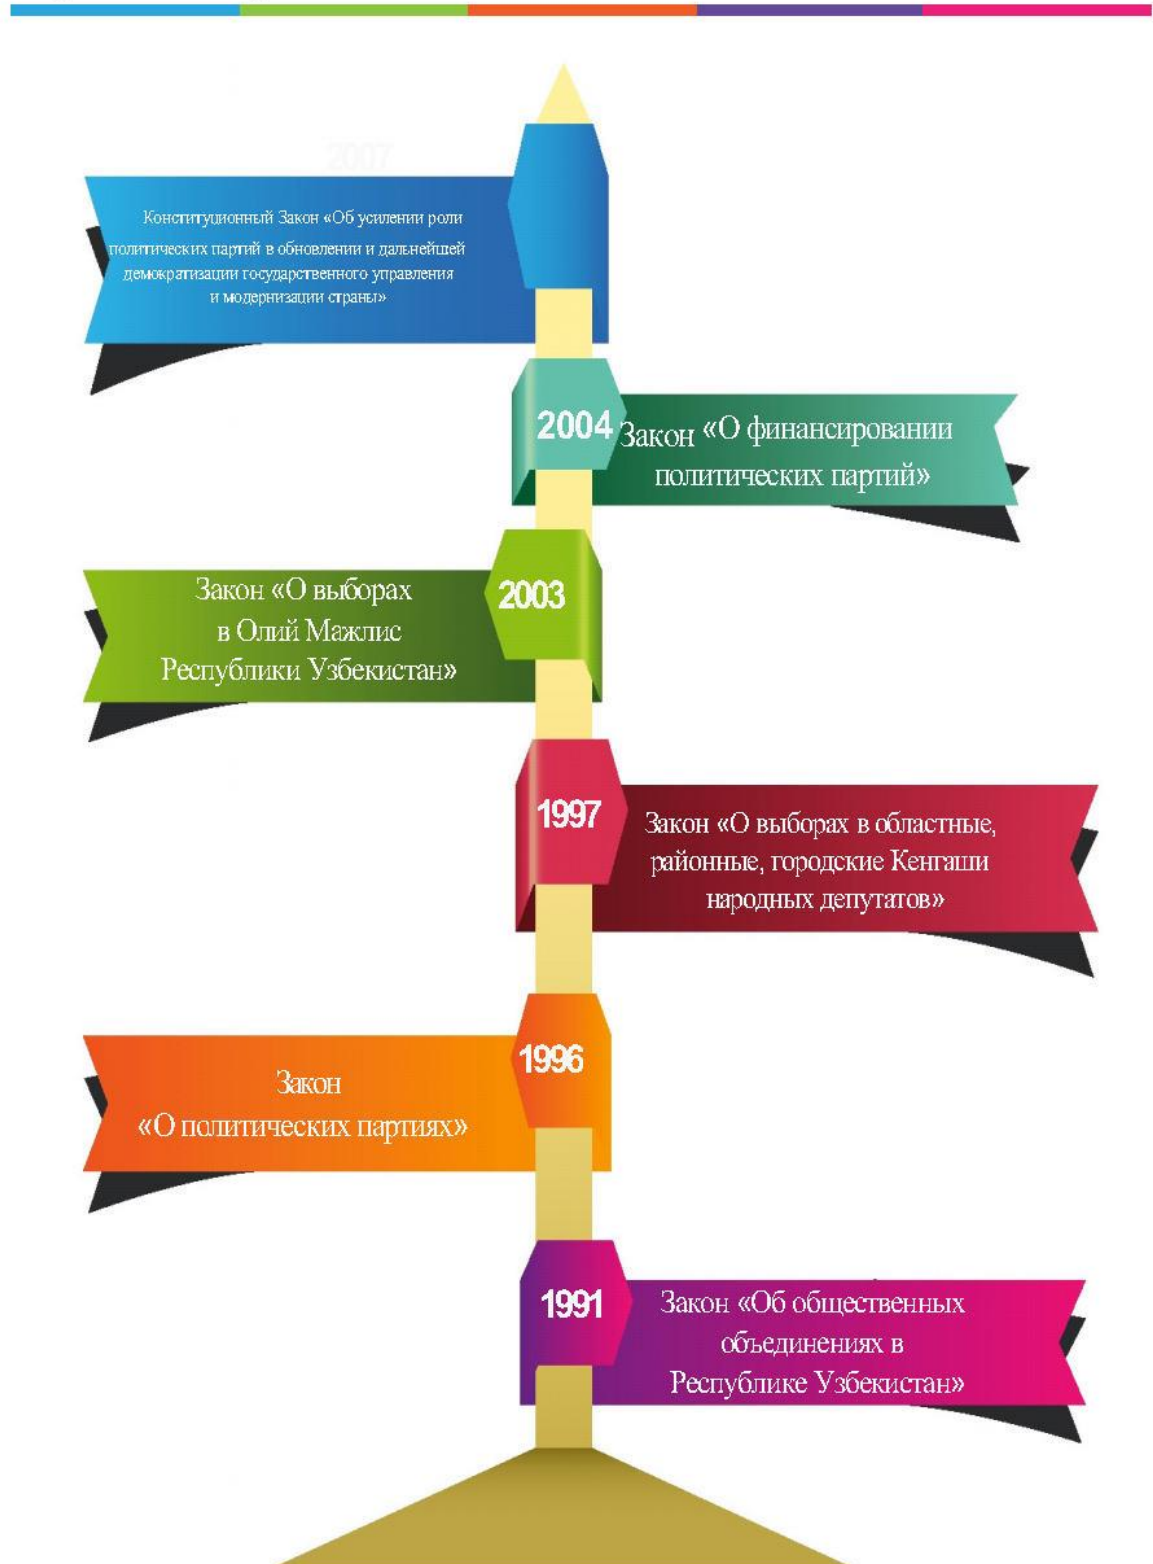 2007
Конституционный Закон «Об усилении роли
политических партий в обновлении и дальнейшей
демократизации государственного управления
и модернизации страны»
2004
Закон «О финансировании
политических партий»
Закон «О выборах
в Олий Мажлис
Республики Узбекистан»
2003
1997
Закон «О выборах в областные,
районные, городские Кенгаши
народных депутатов»
Закон
«О политических партиях»
1996
1991
Закон «Об общественных
объединениях в
Республике Узбекистан»